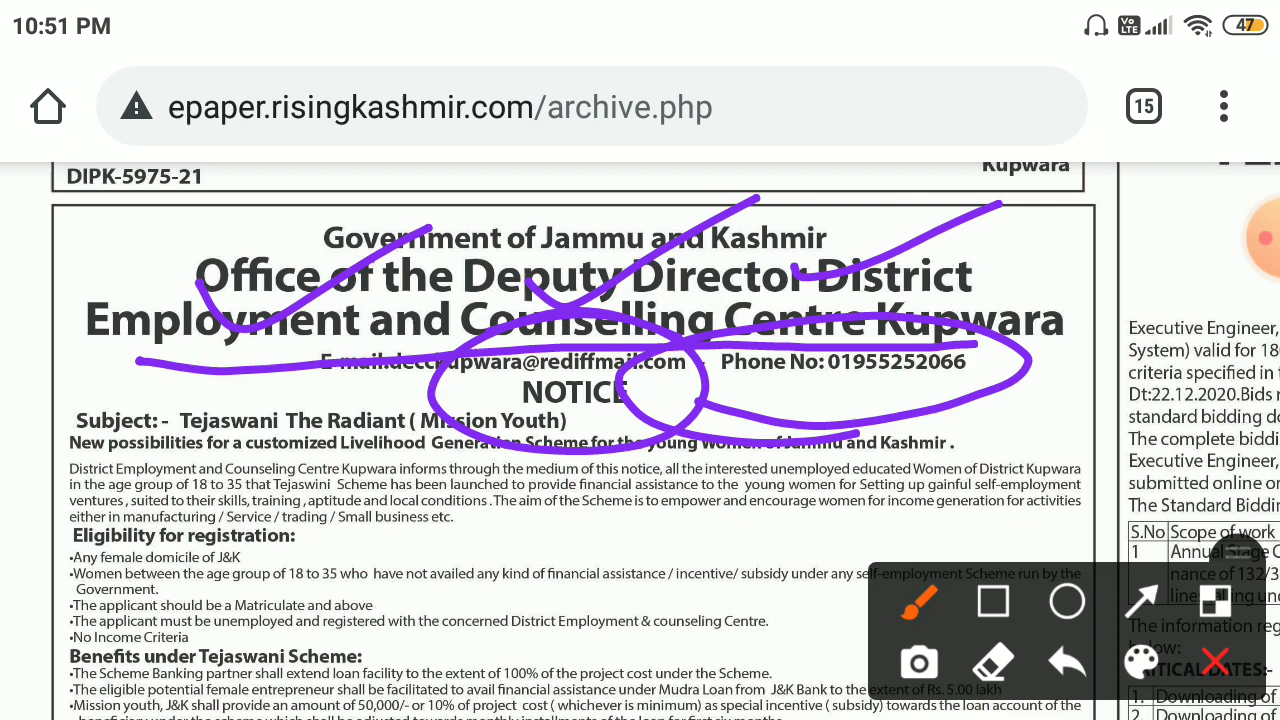 10:51 PM
Vo LTE
47
epaper.risingkashmir.com/archive.php
15
DIPK-5975-21
Kupwara
Government of Jammu and Kashmir
Office of the Deputy Director District
Employment and Counselling Centre Kupwara
E-mail:decckupwara@rediffmail.com Phone No: 01955252066
NOTICE
Subject: - Tejaswani The Radiant ( Mission Youth)
New possibilities for a customized Livelihood Generation Scheme for the young Women of Jammu and Kashmir .
District Employment and Counseling Centre Kupwara informs through the medium of this notice, all the interested unemployed educated Women of District Kupwara
in the age group of 18 to 35 that Tejaswini Scheme has been launched to provide financial assistance to the young women for Setting up gainful self-employment
ventures , suited to their skills, training , aptitude and local conditions . The aim of the Scheme is to empower and encourage women for income generation for activities
either in manufacturing / Service / trading / Small business etc.
Eligibility for registration:
•Any female domicile of J&K
•Women between the age group of 18 to 35 who have not availed any kind of financial assistance / incentive/ subsidy under any self-employment Scheme run by the
Government.
•The applicant should be a Matriculate and above
•The applicant must be unemployed and registered with the concerned District Employment & counseling Centre.
•No Income Criteria
Benefits under Tejaswani Scheme:
•The Scheme Banking partner shall extend loan facility to the extent of 100% of the project cost under the Scheme.
•The eligible potential female entrepreneur shall be facilitated to avail financial assistance under Mudra Loan from J&K Bank to the extent of Rs. 5.00 lakh
•Mission youth, J&K shall provide an amount of 50,000/- or 10% of project cost ( whichever is minimum) as special incentive ( subsidy) towards the loan account of the
Executive Engineer,
System) valid for 18
criteria specified in
Dt:22.12.2020.Bids
standard bidding
The complete
Executive Engineer,
submitted online
The Standard
S.No Scope of work
1 Annual Stage
of 132/3
The information
1. Downloading of
2. Downloading of